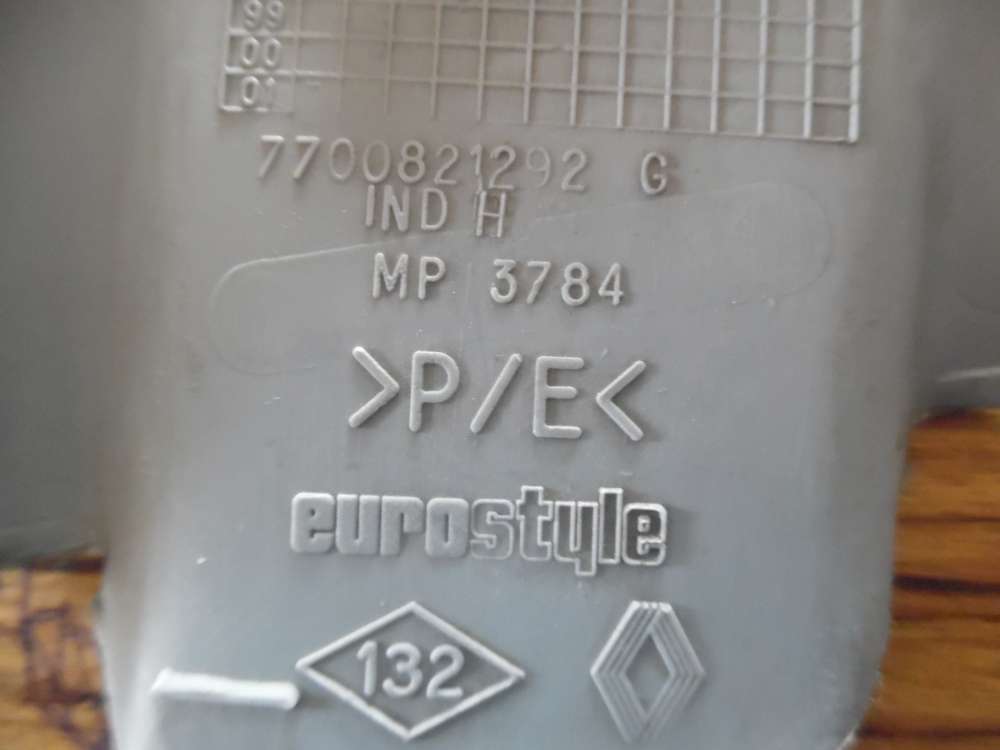 99
00
01
7700821292 G
IND H
MP 3784
>P/E<
eurostyle
132